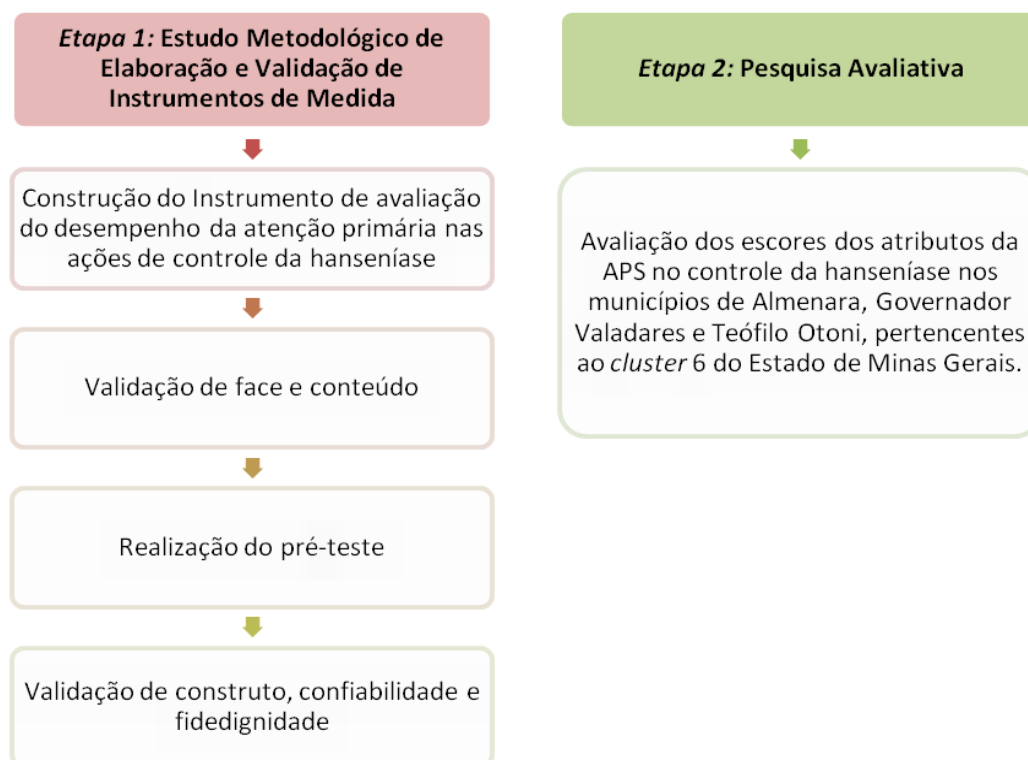 Etapa 1: Estudo Metodológico de
Elaboração e Validação de
Instrumentos de Medida
Construção do Instrumento de avaliação
do desempenho da atenção primária nas
ações de controle da hanseníase
Validação de face e conteúdo
Realização do pré-teste
Validação de construto, confiabilidade e
fidedignidade
Etapa 2: Pesquisa Avaliativa
Avaliação dos escores dos atributos da
APS no controle da hanseníase nos
municípios de Almenara, Governador
Valadares e Teófilo Otoni, pertencentes
ao cluster 6 do Estado de Minas Gerais.